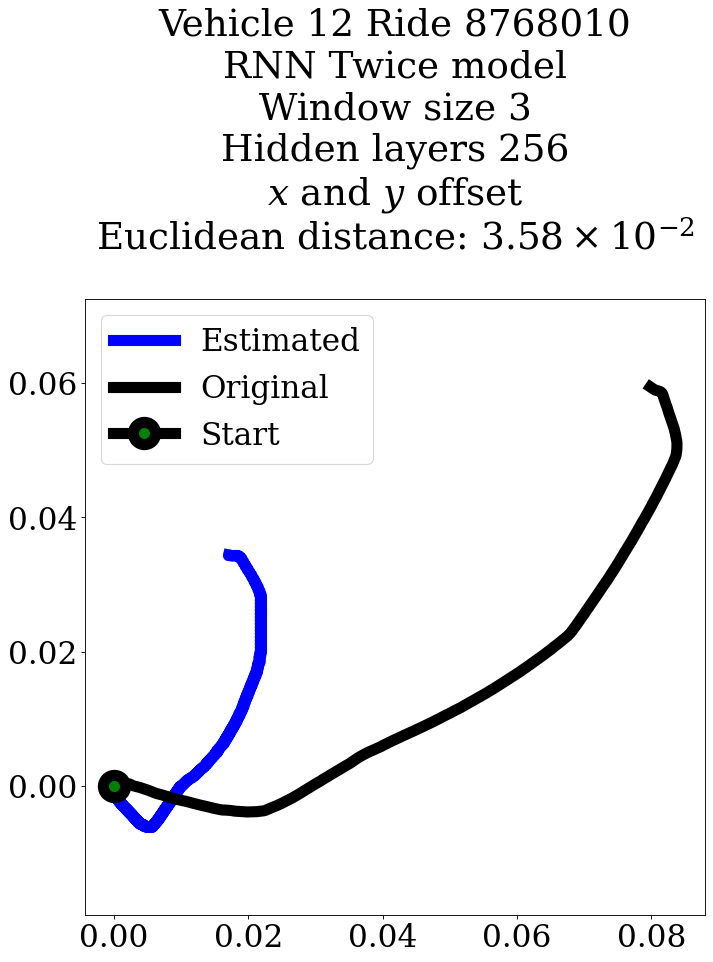 Vehicle 12 Ride 8768010
RNN Twice model
Window size 3
Hidden layers 256
x and y offset
Euclidean distance: 3.58 × 10⁻²
Estimated
Original
Start
0.06
0.04
0.02
0.00
0.00 0.02 0.04 0.06 0.08